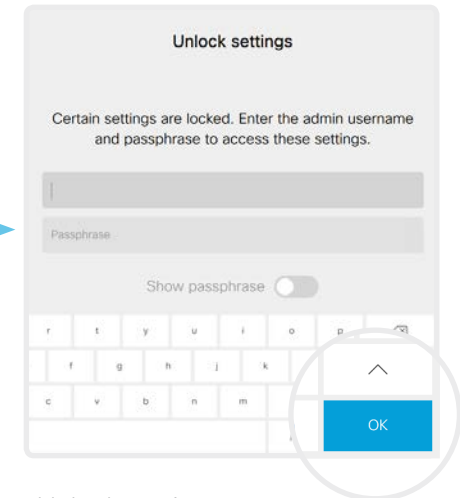 Unlock settings
Certain settings are locked. Enter the admin username
and passphrase to access these settings.
Passphrase
Show passphrase
r t y u i o p
f g h j k
c v b n m
OK